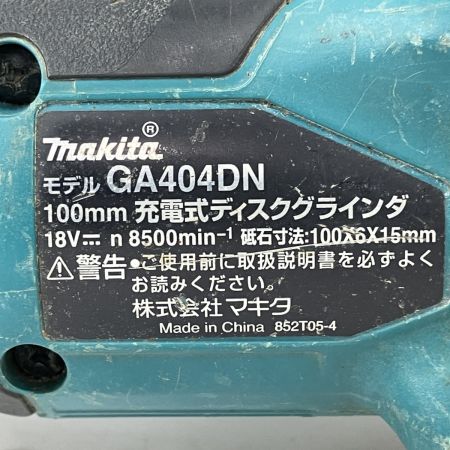 makita®
モデル GA404DN
100mm 充電式ディスクグラインダ
18V⎓ n 8500min⁻¹ 砥石寸法:100X6X15mm
⚠警告・ご使用前に取扱説明書を必ずよく
お読みください。
株式会社 マキタ
Made in China 852T05-4